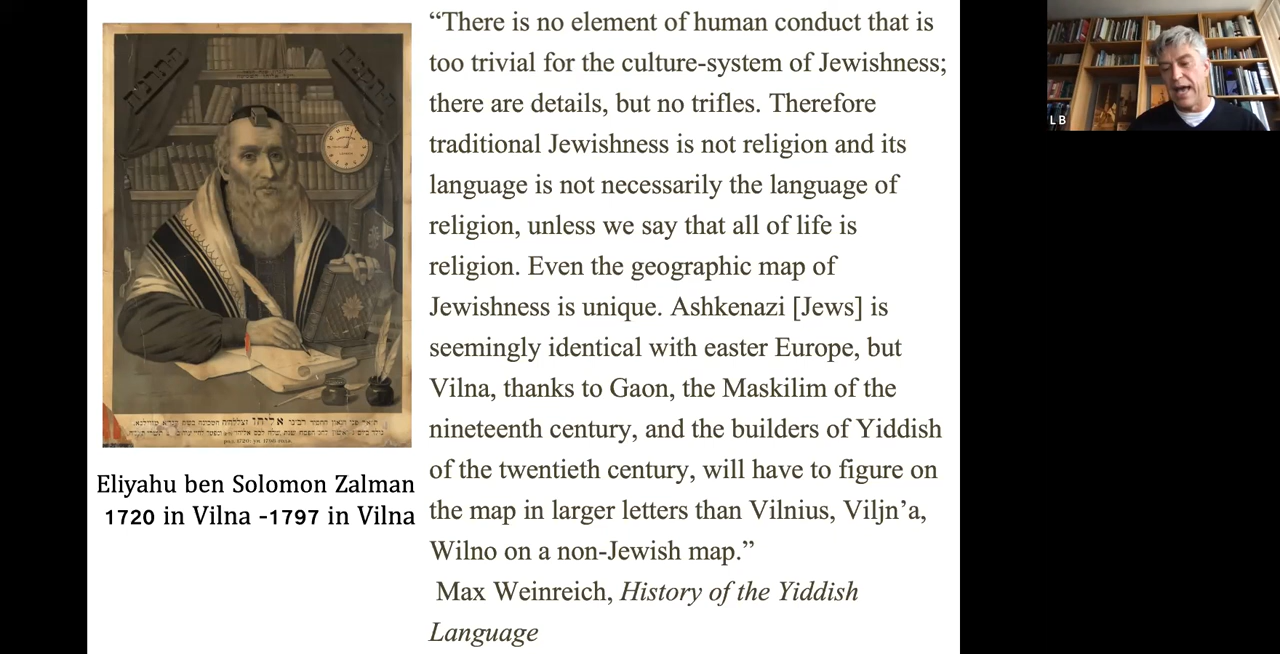 “There is no element of human conduct that is
too trivial for the culture-system of Jewishness;
there are details, but no trifles. Therefore
traditional Jewishness is not religion and its
language is not necessarily the language of
religion, unless we say that all of life is
religion. Even the geographic map of
Jewishness is unique. Ashkenazi [Jews] is
seemingly identical with easter Europe, but
Vilna, thanks to Gaon, the Maskilim of the
nineteenth century, and the builders of Yiddish
of the twentieth century, will have to figure on
the map in larger letters than Vilnius, Viljn’a,
Wilno on a non-Jewish map.”
Max Weinreich, History of the Yiddish
Language
אליהו
Eliyahu ben Solomon Zalman
1720 in Vilna -1797 in Vilna
L B